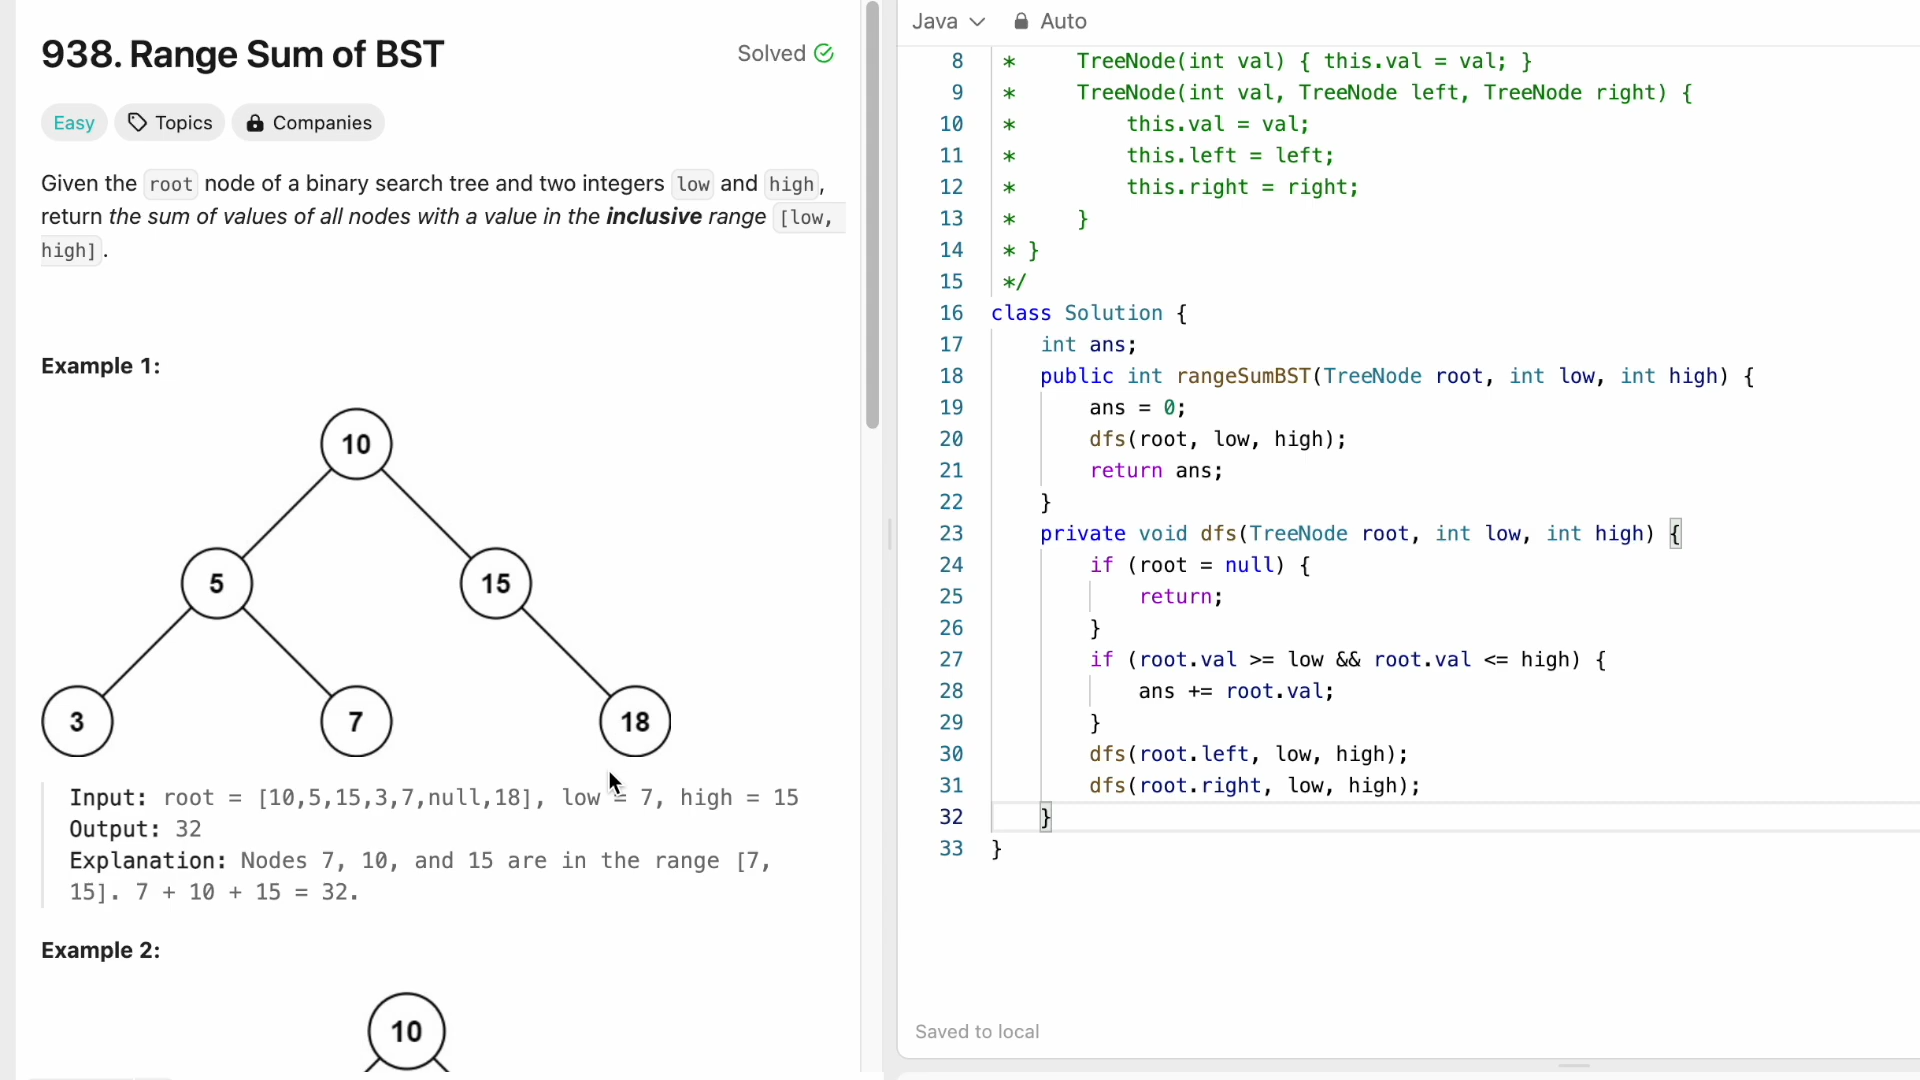 938. Range Sum of BST
Solved
Easy
Topics
Companies
Given the root node of a binary search tree and two integers low and high,
return the sum of values of all nodes with a value in the inclusive range [low,
high].
Example 1:
10
5
15
3
7
18
Input: root = [10,5,15,3,7,null,18], low = 7, high = 15
Output: 32
Explanation: Nodes 7, 10, and 15 are in the range [7,
15]. 7 + 10 + 15 = 32.
Example 2:
10
Java
Auto
8 * TreeNode(int val) { this.val = val; }
9 * TreeNode(int val, TreeNode left, TreeNode right) {
10 * this.val = val;
11 * this.left = left;
12 * this.right = right;
13 * }
14 * }
15 */
16 class Solution {
17 int ans;
18 public int rangeSumBST(TreeNode root, int low, int high) {
19 ans = 0;
20 dfs(root, low, high);
21 return ans;
22 }
23 private void dfs(TreeNode root, int low, int high) {
24 if (root = null) {
25 return;
26 }
27 if (root.val >= low && root.val <= high) {
28 ans += root.val;
29 }
30 dfs(root.left, low, high);
31 dfs(root.right, low, high);
32 }
33 }
Saved to local